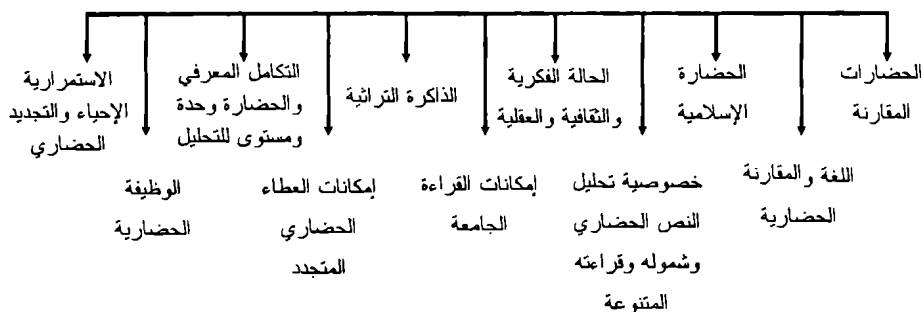 الحضارات
المقارنة
اللغة والمقارنة
الحضارية
الحضارة
الإسلامية
خصوصية تحليل
النص الحضاري
وشموله وقراءته
المتنوعة
الحالة الفكرية
والثقافية والعقلية
إمكانات القراءة
الجامعة
الذاكرة التراثية
إمكانات العطاء
الحضاري
المتجدد
التكامل المعرفي
والحضارة وحدة
ومستوى للتحليل
الوظيفة
الحضارية
الاستمرارية
الإحياء والتجديد
الحضاري